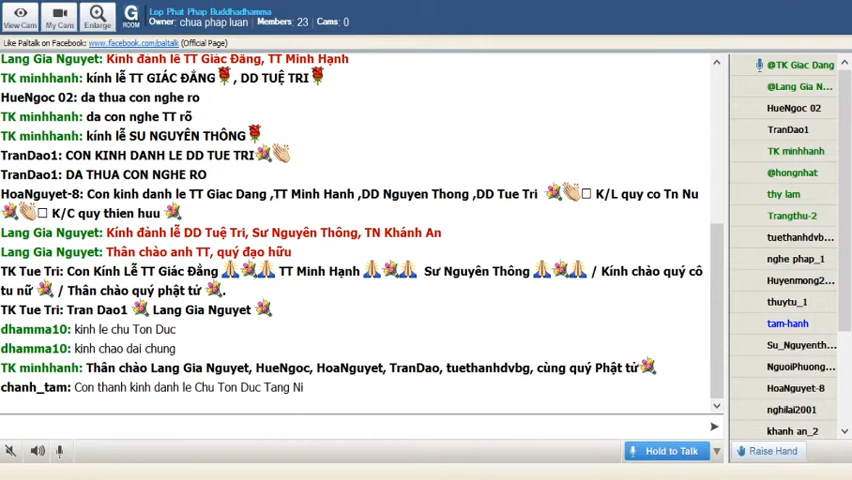 Lop Phat Phap Buddhadhamma
Owner: chua phap luan Members: 23 Cams: 0
View Cam
My Cam
Enlarge
G
ROOM
Like Paltalk on Facebook: www.facebook.com/paltalk (Official Page)
Lang Gia Nguyet: Kính đảnh lễ TT Giác Đẳng, TT Minh Hạnh
TK minhhanh: kính lễ TT GIÁC ĐẲNG🌹, DD TUỆ TRI🌹
HueNgoc 02: da thua con nghe ro
TK minhhanh: da con nghe TT rõ
TK minhhanh: kính lễ SU NGUYÊN THÔNG🌹
TranDao1: CON KINH DANH LE DD TUE TRI💐👏
TranDao1: DA THUA CON NGHE RO
HoaNguyet-8: Con kinh danh le TT Giac Dang ,TT Minh Hanh ,DD Nguyen Thong ,DD Tue Tri 💐👏□ K/L quy co Tn Nu
💐👏□ K/C quy thien huu 💐
Lang Gia Nguyet: Kính đảnh lễ DD Tuệ Tri, Sư Nguyên Thông, TN Khánh An
Lang Gia Nguyet: Thân chào anh TT, quý đạo hữu
TK Tue Tri: Con Kính Lễ TT Giác Đẳng 🙏💐🙏 TT Minh Hạnh 🙏💐🙏 Sư Nguyên Thông 🙏💐🙏 / Kính chào quý cô
tu nữ 💐 / Thân chào quý phật tử 💐.
TK Tue Tri: Tran Dao1 💐 Lang Gia Nguyet 💐
dhamma10: kinh le chu Ton Duc
dhamma10: kinh chao dai chung
TK minhhanh: Thân chào Lang Gia Nguyet, HueNgoc, HoaNguyet, TranDao, tuethanhdvbg, cùng quý Phật tử💐
chanh_tam: Con thanh kinh danh le Chu Ton Duc Tang Ni
Hold to Talk
@TK Giac Dang
@Lang Gia N...
HueNgoc 02
TranDao1
TK minhhanh
@hongnhat
thy lam
Trangthu-2
tuethanhdvb...
nghe phap_1
Huyenmong2...
thuytu_1
tam-hanh
Su_Nguyenth...
NguoiPhuong...
HoaNguyet-8
nghilai2001
khanh an_2
Raise Hand